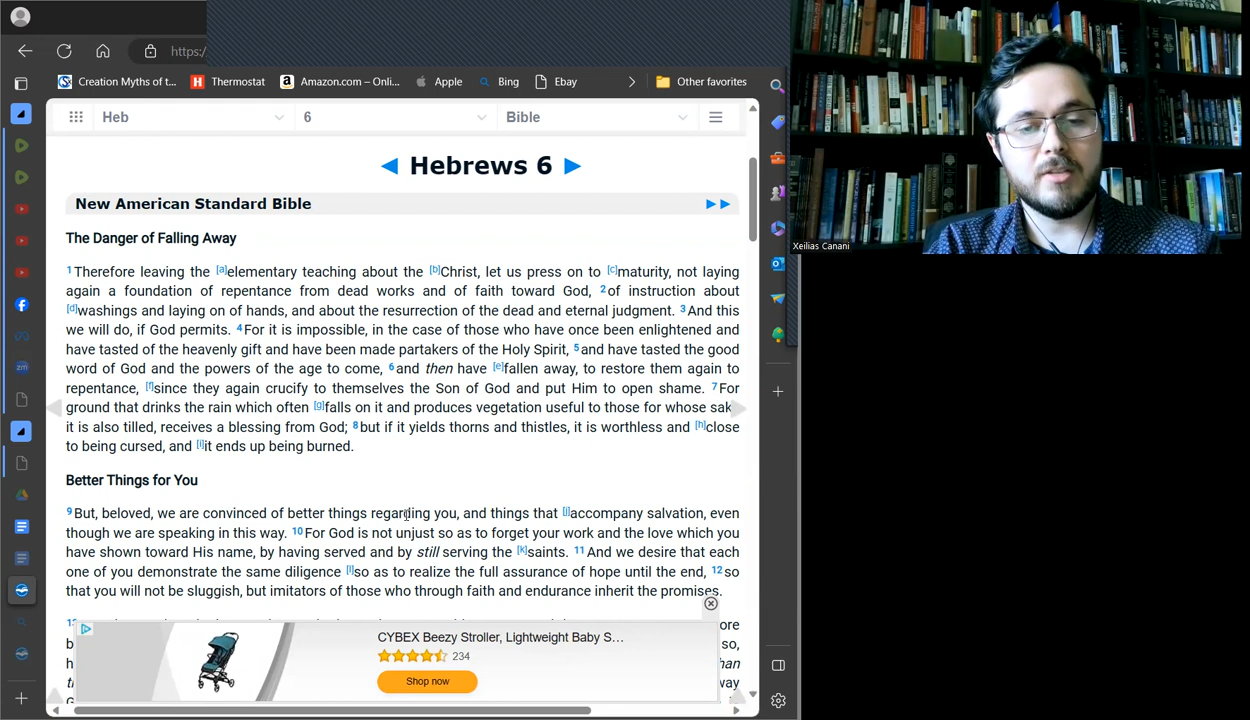 https:/
Creation Myths of t...
Thermostat
Amazon.com – Onli...
Apple
Bing
Ebay
Other favorites
Heb
6
Bible
Hebrews 6
New American Standard Bible
The Danger of Falling Away
1 Therefore leaving the [a]elementary teaching about the [b]Christ, let us press on to [c]maturity, not laying
again a foundation of repentance from dead works and of faith toward God, 2 of instruction about
[d]washings and laying on of hands, and about the resurrection of the dead and eternal judgment. 3 And this
we will do, if God permits. 4 For it is impossible, in the case of those who have once been enlightened and
have tasted of the heavenly gift and have been made partakers of the Holy Spirit, 5 and have tasted the good
word of God and the powers of the age to come, 6 and then have [e]fallen away, to restore them again to
repentance, [f]since they again crucify to themselves the Son of God and put Him to open shame. 7 For
ground that drinks the rain which often [g]falls on it and produces vegetation useful to those for whose sak
it is also tilled, receives a blessing from God; 8 but if it yields thorns and thistles, it is worthless and [h]close
to being cursed, and [i]it ends up being burned.
Better Things for You
9 But, beloved, we are convinced of better things regarding you, and things that [j]accompany salvation, even
though we are speaking in this way. 10 For God is not unjust so as to forget your work and the love which you
have shown toward His name, by having served and by still serving the [k]saints. 11 And we desire that each
one of you demonstrate the same diligence [l]so as to realize the full assurance of hope until the end, 12 so
that you will not be sluggish, but imitators of those who through faith and endurance inherit the promises.
ore
so,
han
way
CYBEX Beezy Stroller, Lightweight Baby S...
234
Shop now
Xeilias Canani